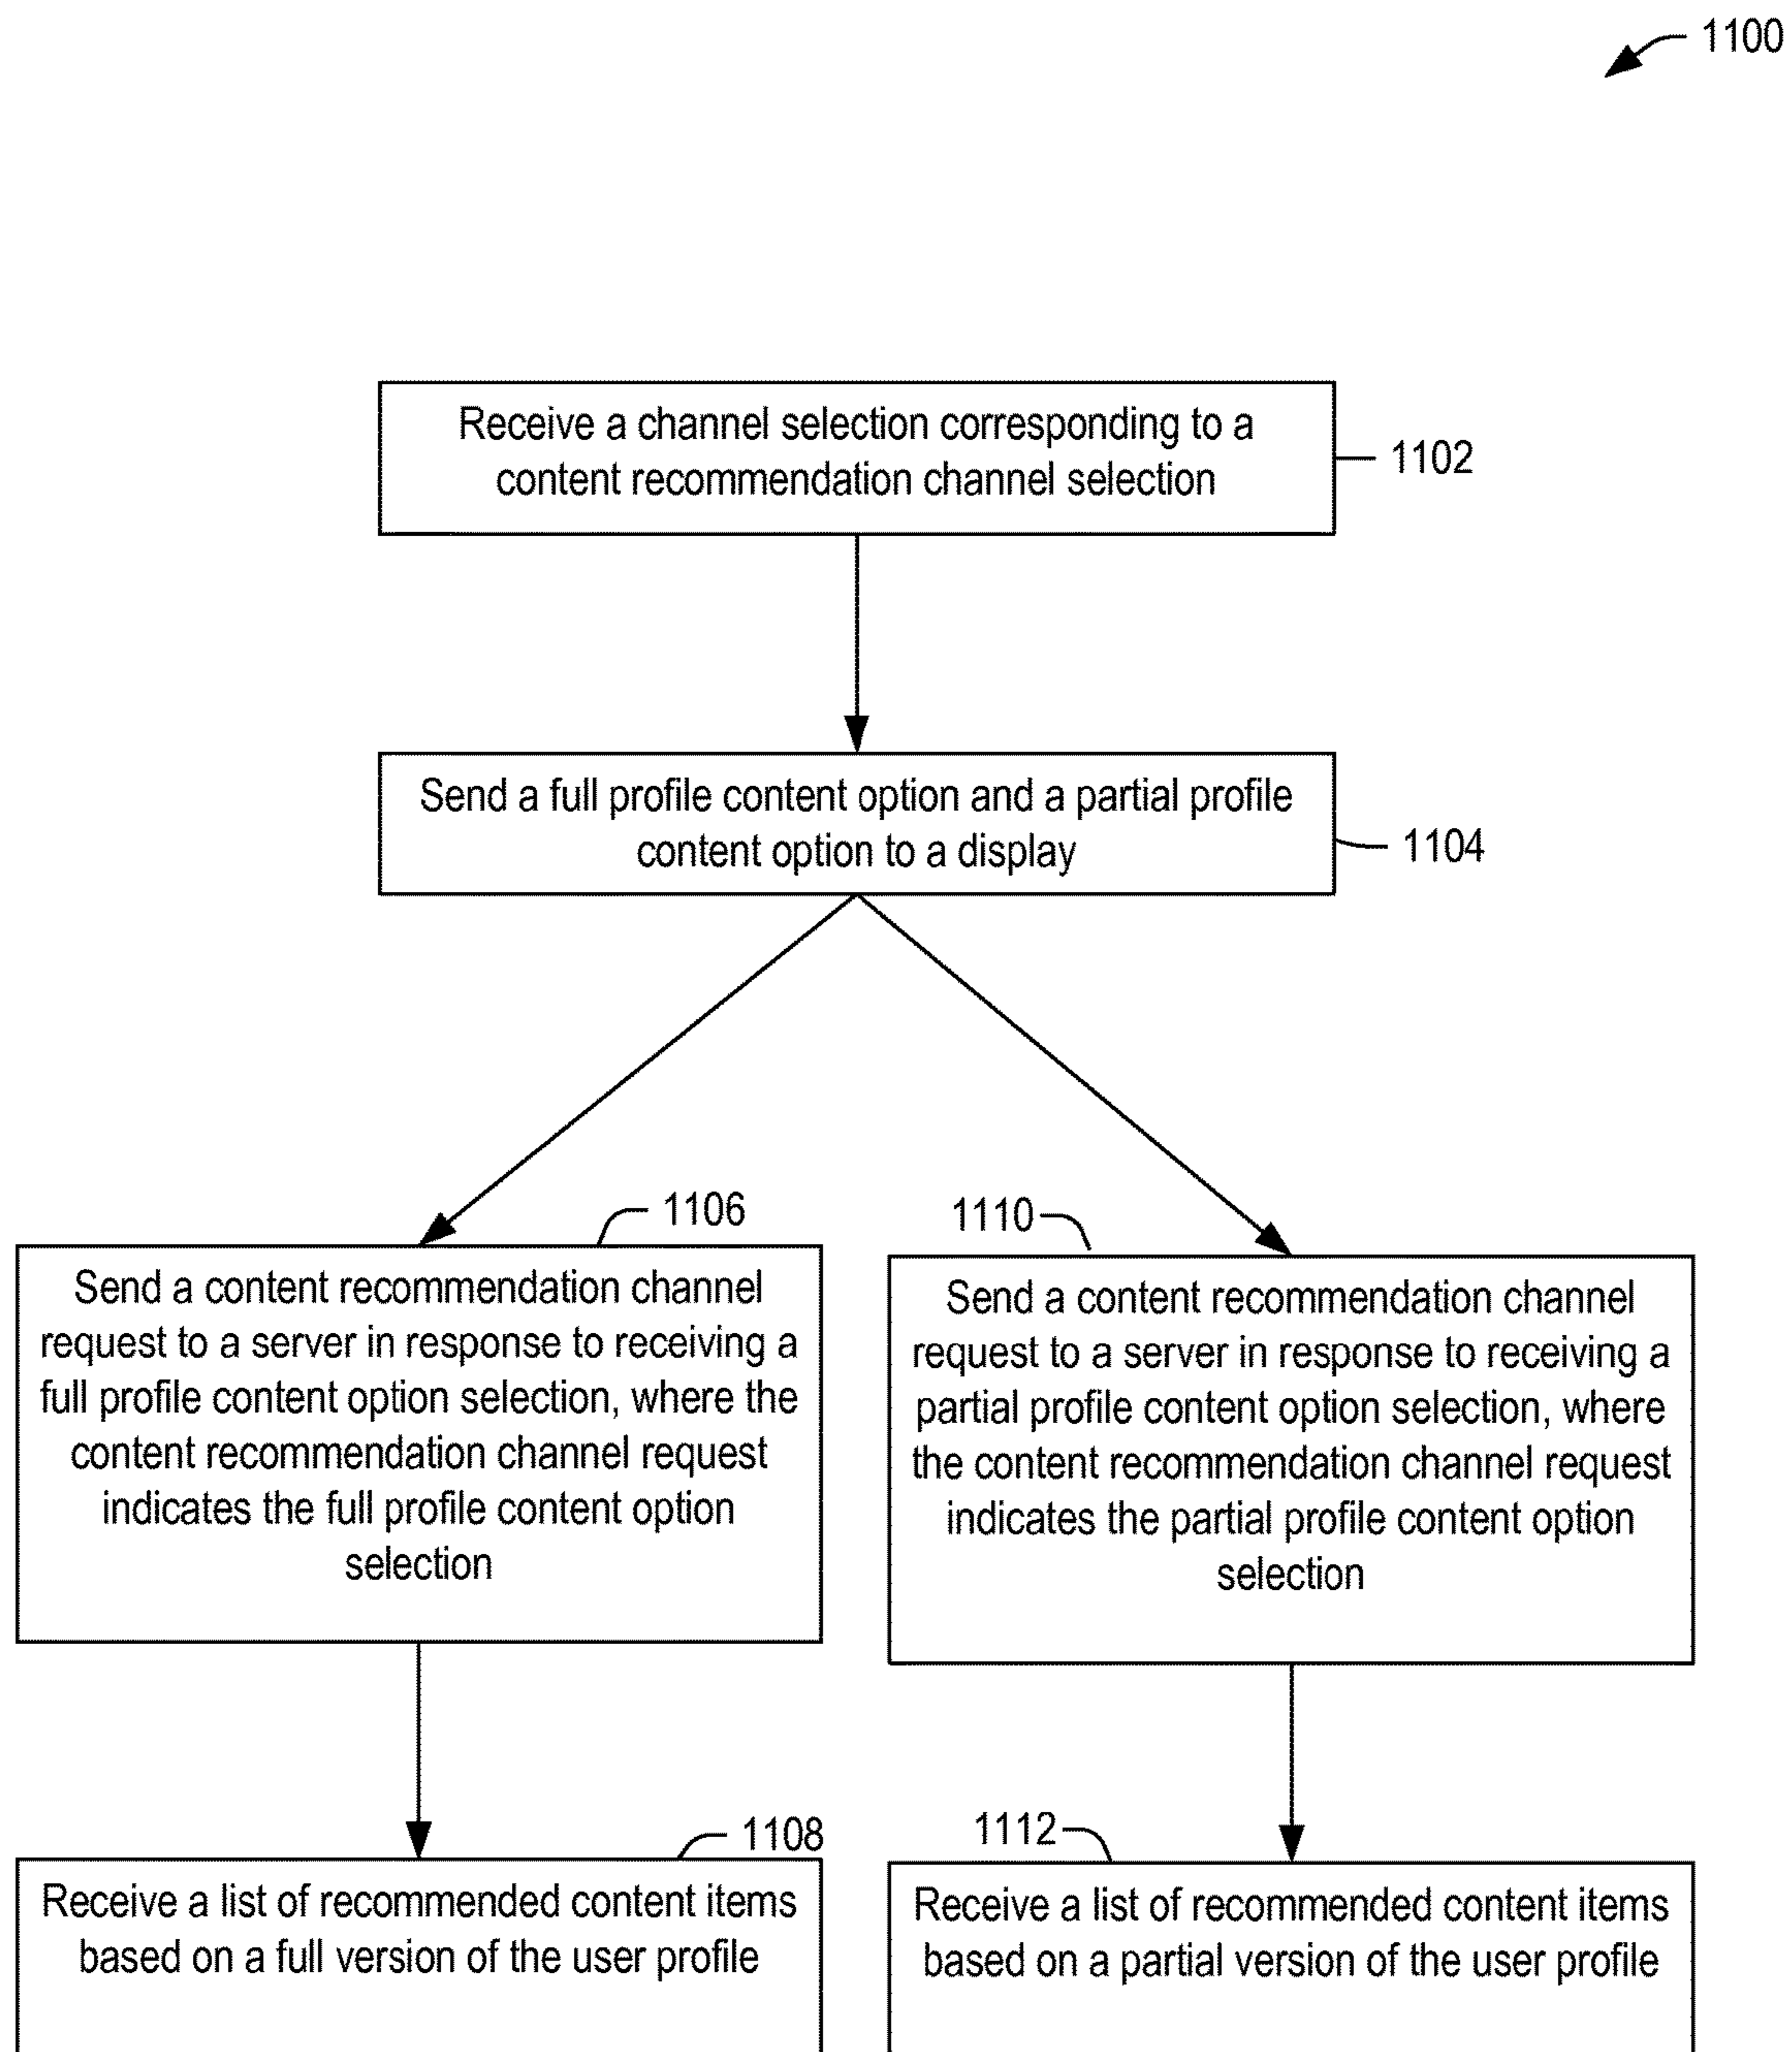 1100
Receive a channel selection corresponding to a
content recommendation channel selection
1102
Send a full profile content option and a partial profile
content option to a display
1104
1106
Send a content recommendation channel
request to a server in response to receiving a
full profile content option selection, where the
content recommendation channel request
indicates the full profile content option
selection
1110
Send a content recommendation channel
request to a server in response to receiving a
partial profile content option selection, where
the content recommendation channel request
indicates the partial profile content option
selection
1108
Receive a list of recommended content items
based on a full version of the user profile
1112
Receive a list of recommended content items
based on a partial version of the user profile